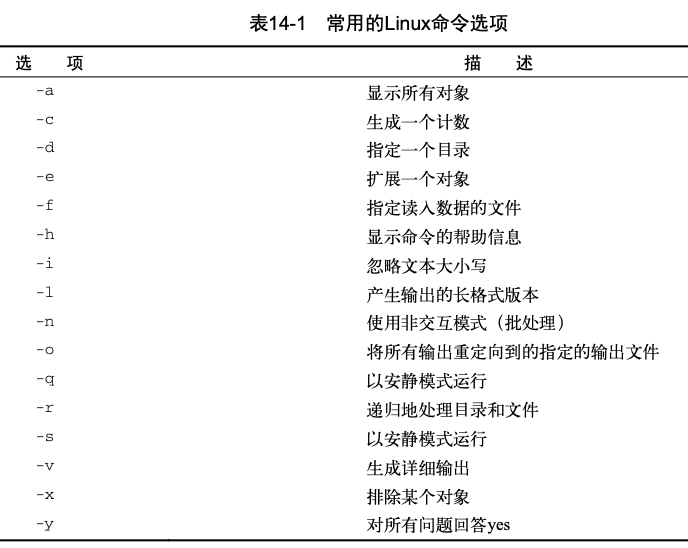 表14-1 常用的Linux命令选项
选 项 描 述
-a 显示所有对象
-c 生成一个计数
-d 指定一个目录
-e 扩展一个对象
-f 指定读入数据的文件
-h 显示命令的帮助信息
-i 忽略文本大小写
-l 产生输出的长格式版本
-n 使用非交互模式（批处理）
-o 将所有输出重定向到的指定的输出文件
-q 以安静模式运行
-r 递归地处理目录和文件
-s 以安静模式运行
-v 生成详细输出
-x 排除某个对象
-y 对所有问题回答yes